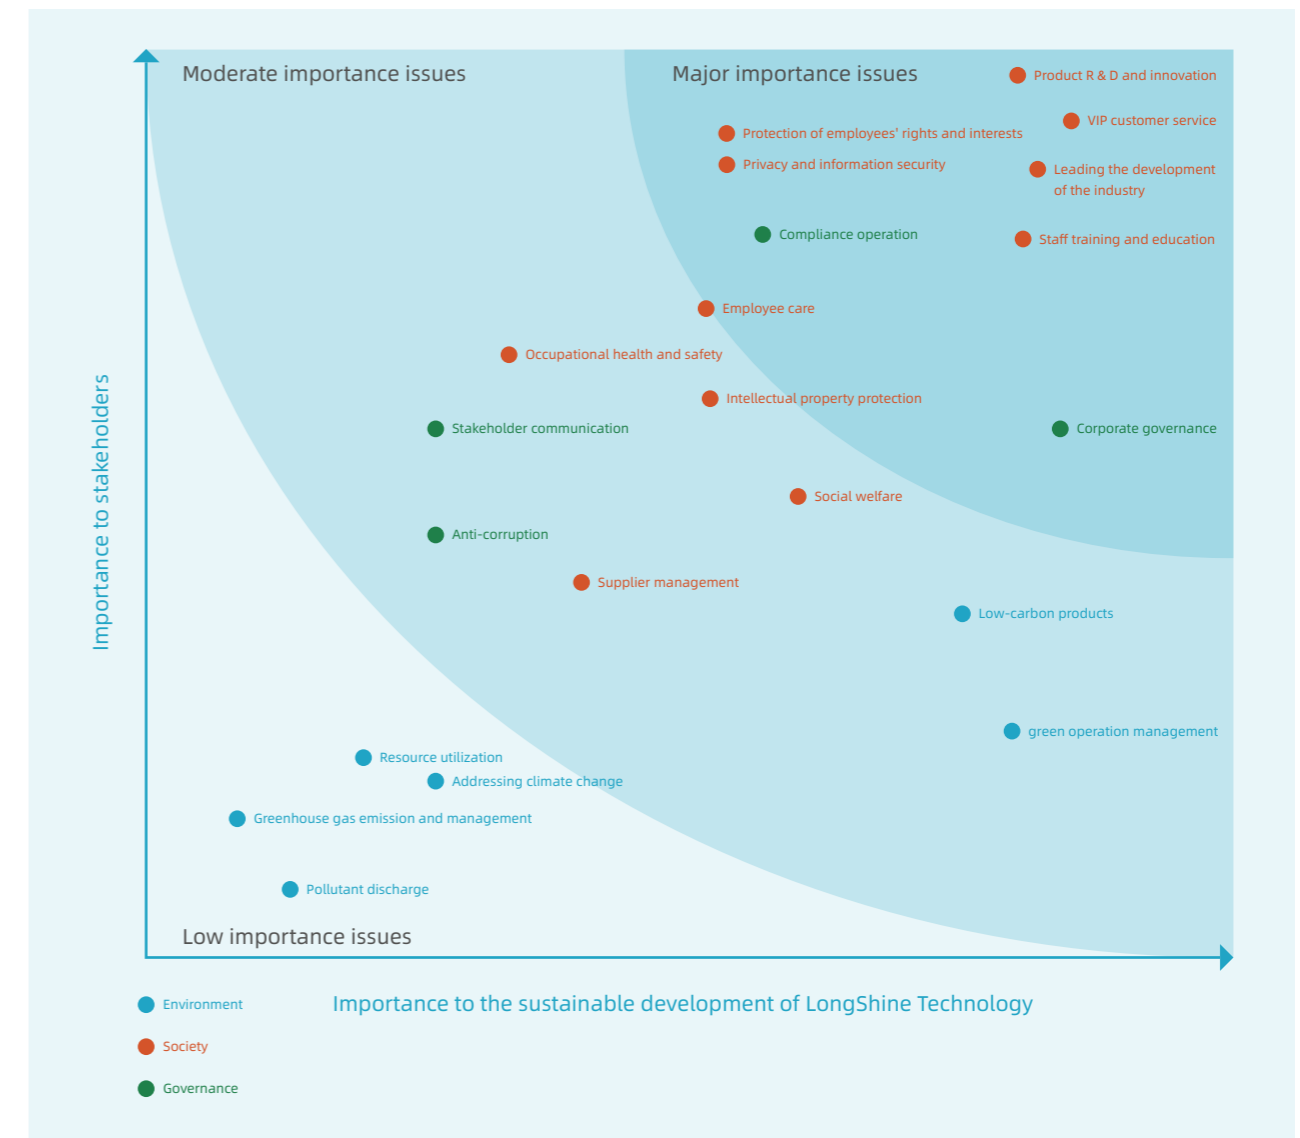 Moderate importance issues
Major importance issues
Product R & D and innovation
VIP customer service
Protection of employees' rights and interests
Privacy and information security
Leading the development
of the industry
Compliance operation
Staff training and education
Employee care
Occupational health and safety
Intellectual property protection
Stakeholder communication
Corporate governance
Social welfare
Anti-corruption
Supplier management
Low-carbon products
green operation management
Resource utilization
Addressing climate change
Greenhouse gas emission and management
Pollutant discharge
Low importance issues
Importance to stakeholders
Importance to the sustainable development of LongShine Technology
Environment
Society
Governance